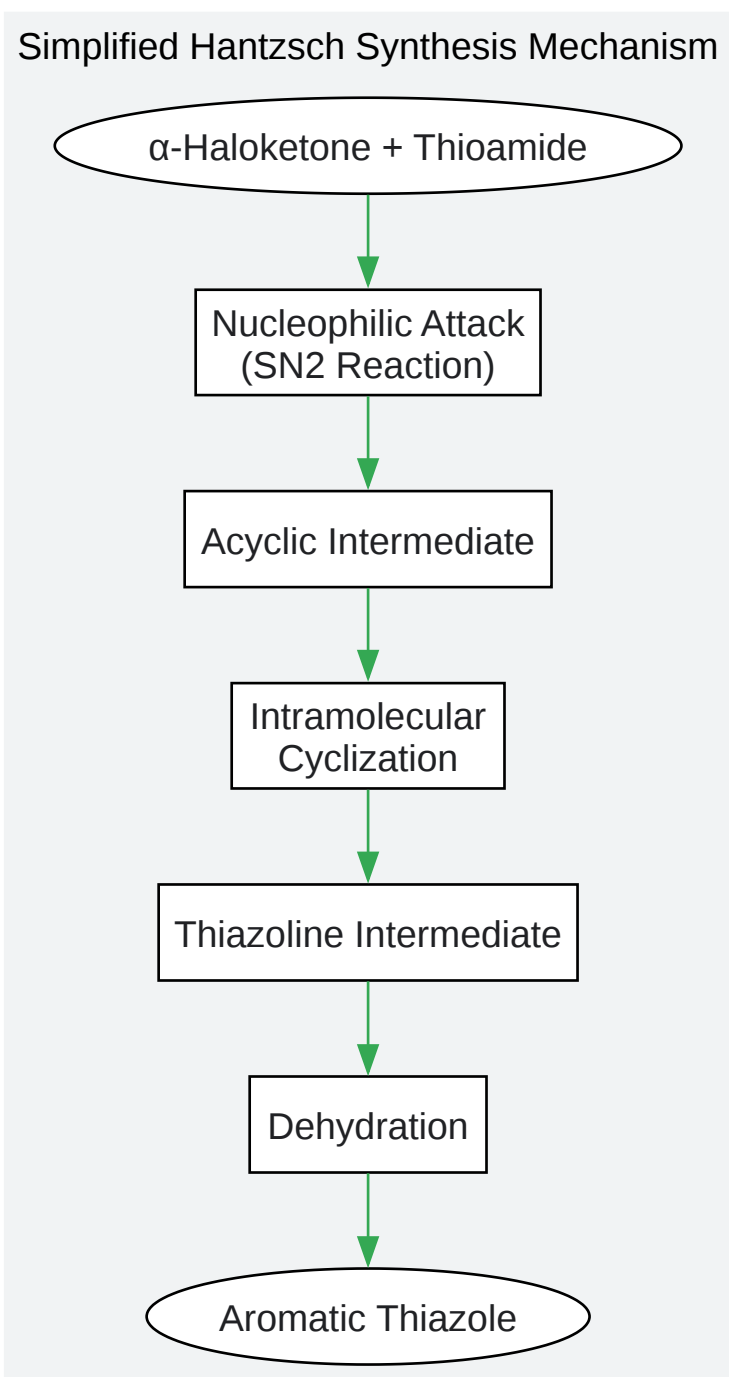 Simplified Hantzsch Synthesis Mechanism
α-Haloketone + Thioamide
Nucleophilic Attack
(SN2 Reaction)
Acyclic Intermediate
Intramolecular
Cyclization
Thiazoline Intermediate
Dehydration
Aromatic Thiazole